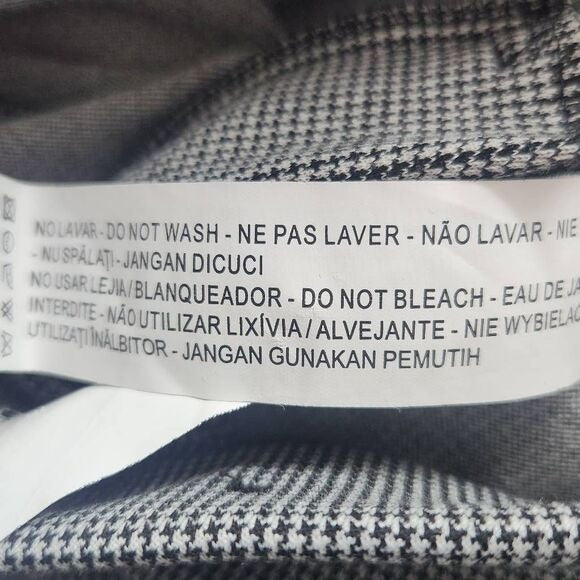 NO LAVAR - DO NOT WASH - NE PAS LAVER - NÃO LAVAR - NIE
- NU SPĂLAȚI - JANGAN DICUCI
NO USAR LEJIA / BLANQUEADOR - DO NOT BLEACH - EAU DE JA
INTERDITE - NÃO UTILIZAR LIXÍVIA / ALVEJANTE - NIE WYBIELAC
UTILIZAȚI ÎNĂLBITOR - JANGAN GUNAKAN PEMUTIH